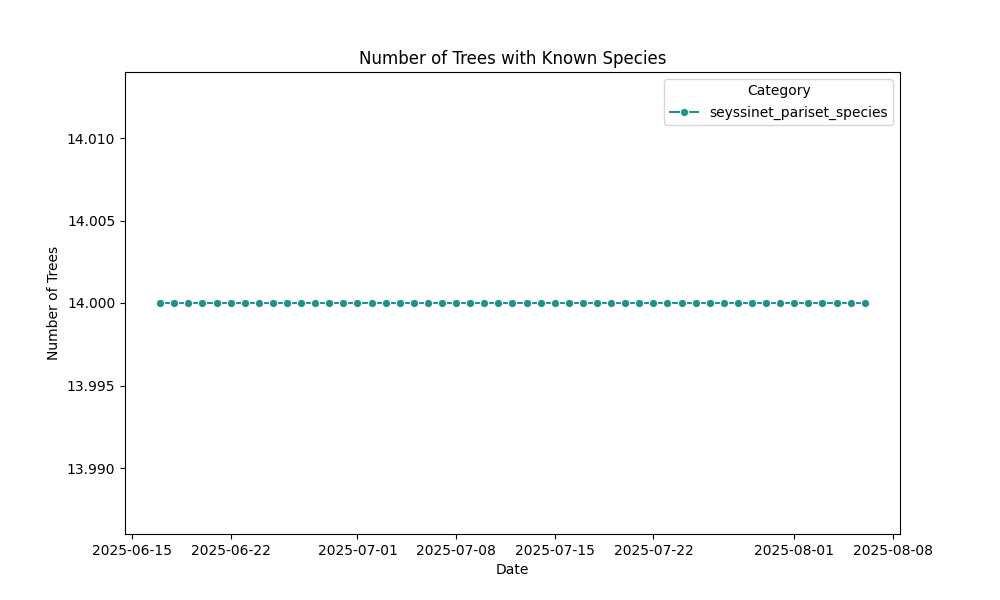 Number of Trees with Known Species
Category
seyssinet_pariset_species
14.010
14.005
14.000
13.995
13.990
Number of Trees
2025-06-15 2025-06-22 2025-07-01 2025-07-08 2025-07-15 2025-07-22 2025-08-01 2025-08-08
Date